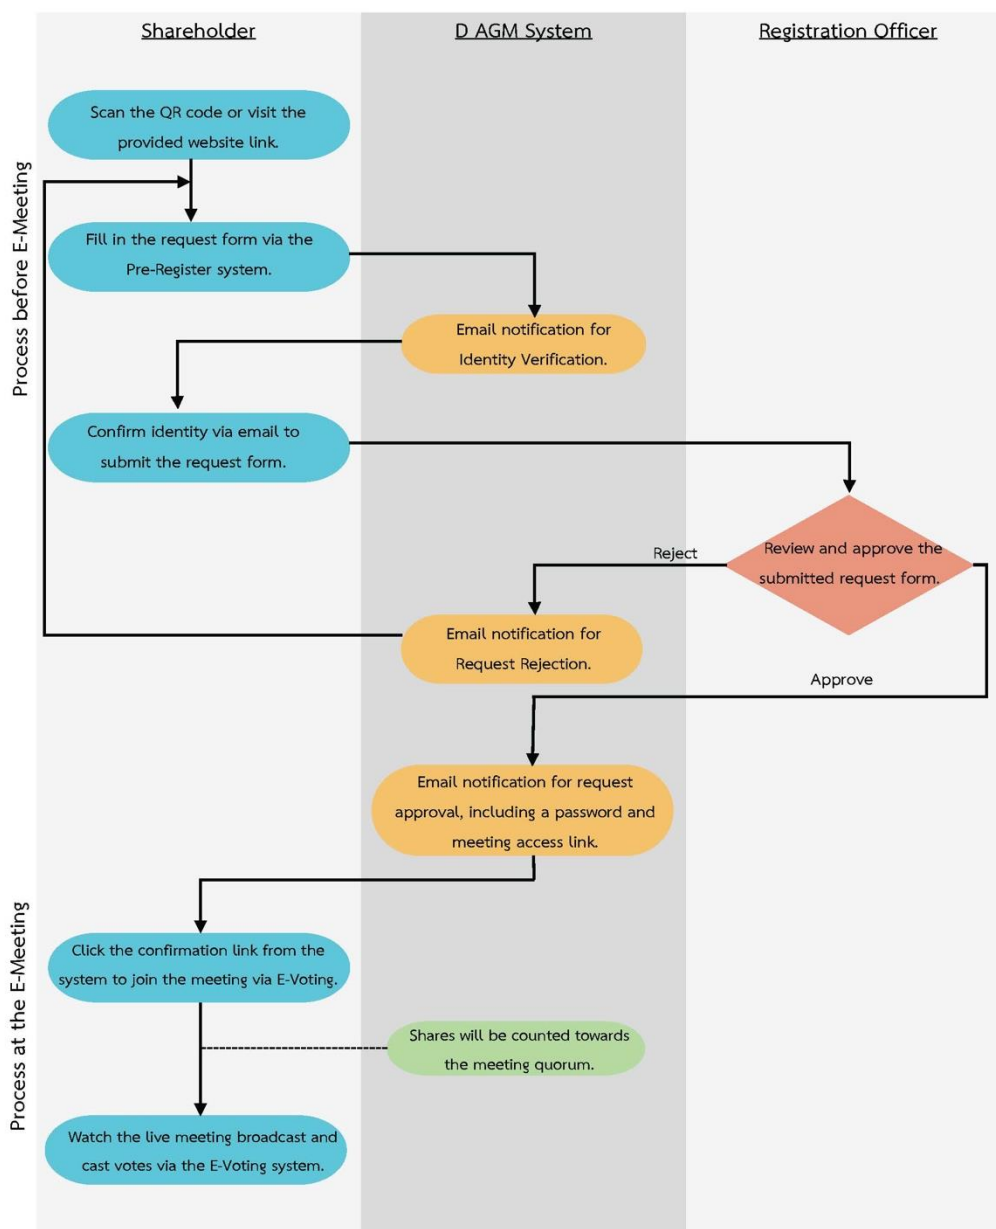 Shareholder
D AGM System
Registration Officer
Process before E-Meeting
Scan the QR code or visit the
provided website link.
Fill in the request form via the
Pre-Register system.
Email notification for
Identity Verification.
Confirm identity via email to
submit the request form.
Review and approve the
submitted request form.
Reject
Email notification for
Request Rejection.
Approve
Email notification for request
approval, including a password and
meeting access link.
Process at the E-Meeting
Click the confirmation link from the
system to join the meeting via E-Voting.
Shares will be counted towards
the meeting quorum.
Watch the live meeting broadcast and
cast votes via the E-Voting system.